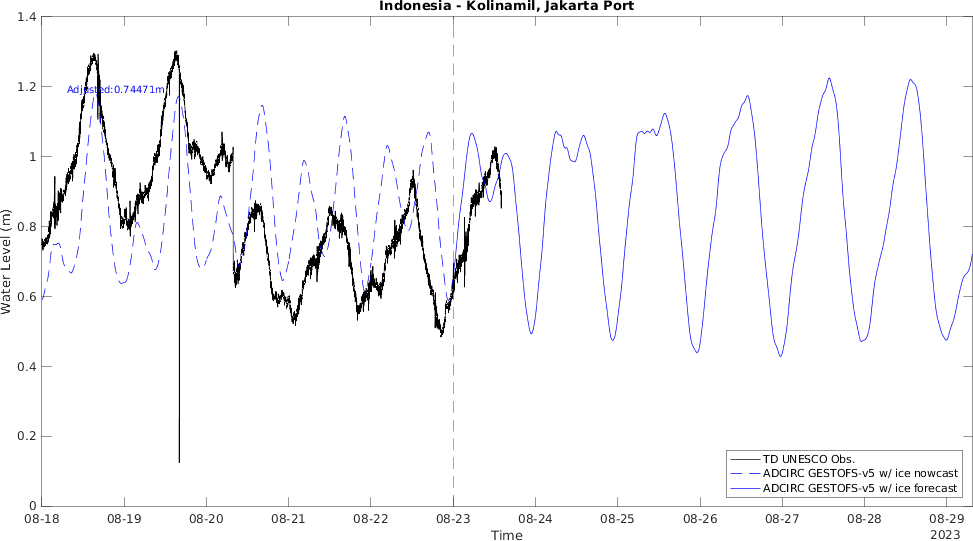 Indonesia - Kolinamil, Jakarta Port
1.4
1.2
1
0.8
0.6
0.4
0.2
0
Water Level (m)
Adjusted:0.74471m
TD UNESCO Obs.
ADCIRC GESTOFS-v5 w/ ice nowcast
ADCIRC GESTOFS-v5 w/ ice forecast
08-18 08-19 08-20 08-21 08-22 08-23 08-24 08-25 08-26 08-27 08-28 08-29
Time
2023